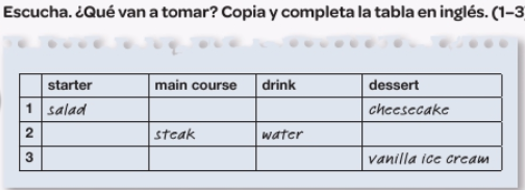 Escucha. ¿Qué van a tomar? Copia y completa la tabla en inglés. (1–3
starter main course drink dessert
1 salad cheesecake
2 steak water
3 vanilla ice cream